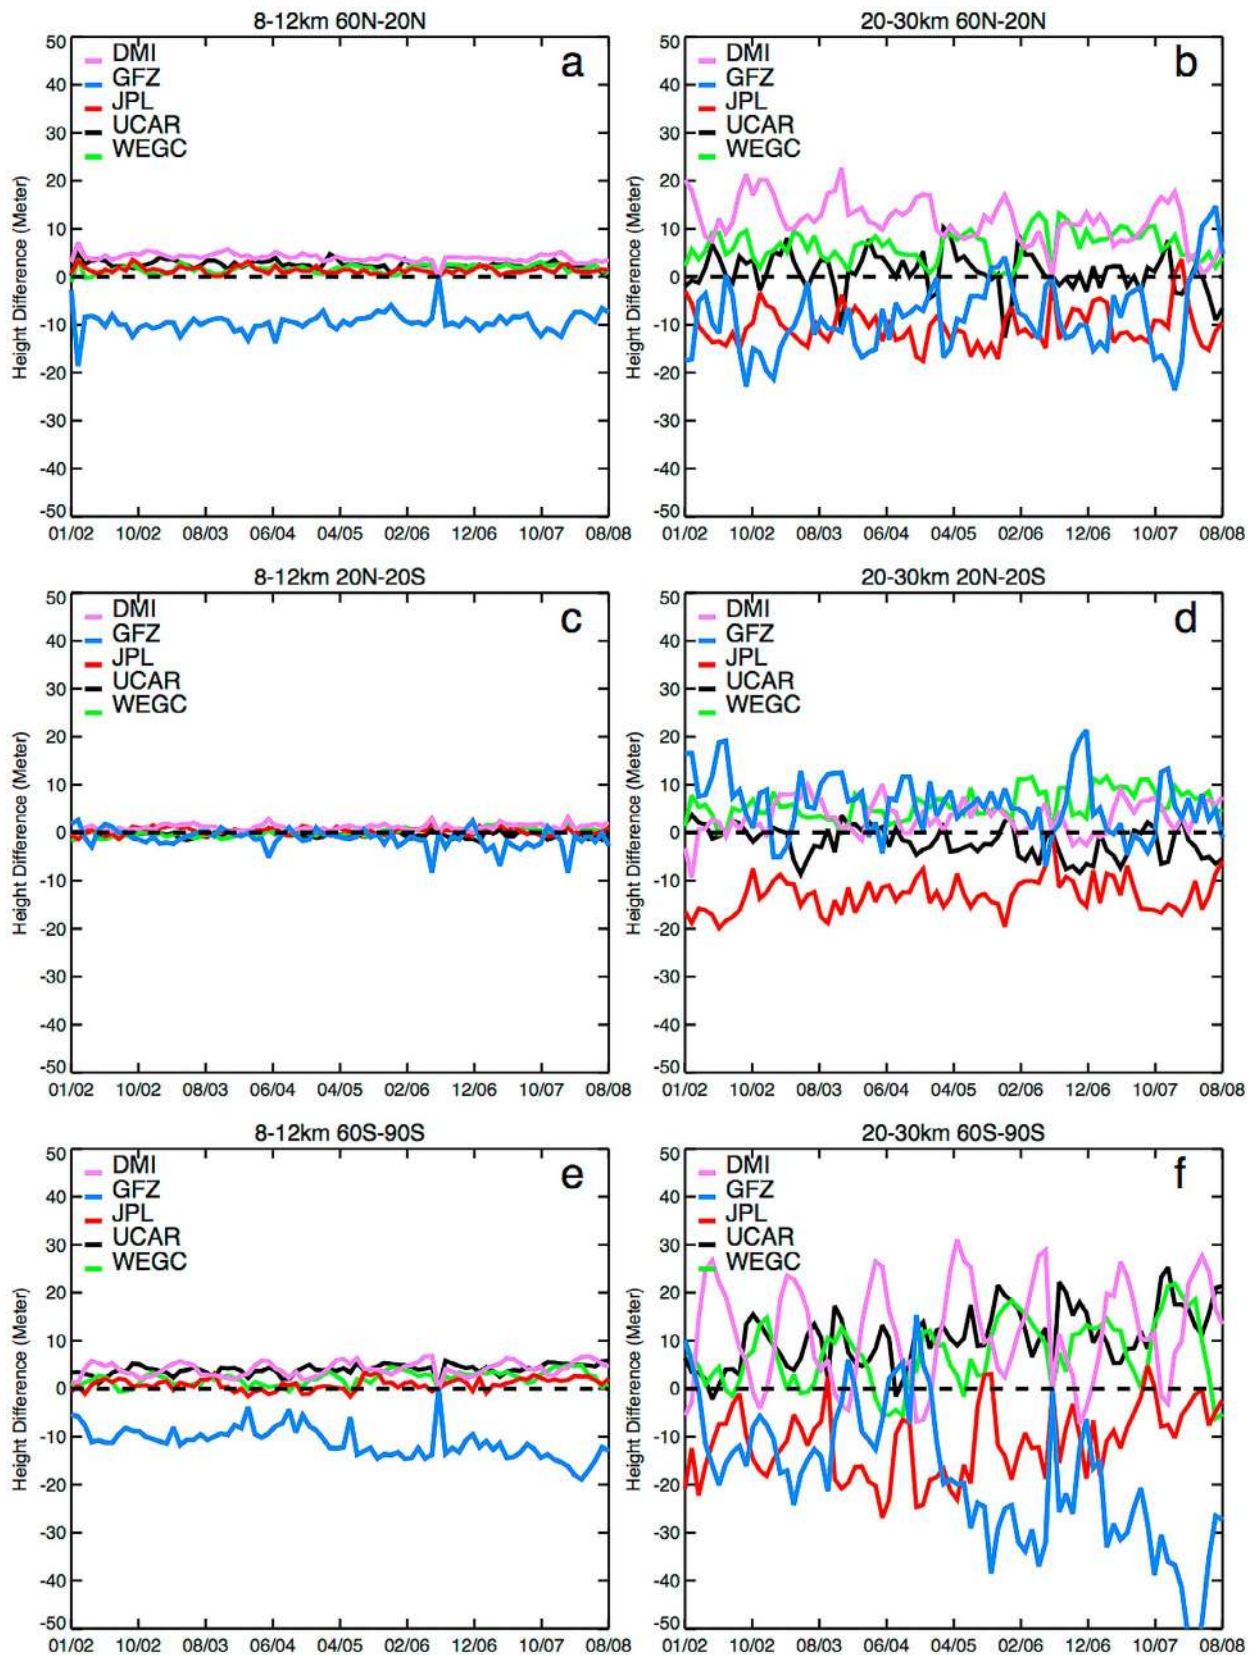 8-12km 60N-20N
a
DMI
GFZ
JPL
UCAR
WEGC
Height Difference (Meter)
50
40
30
20
10
0
-10
-20
-30
-40
-50
01/02 10/02 08/03 06/04 04/05 02/06 12/06 10/07 08/08
20-30km 60N-20N
b
DMI
GFZ
JPL
UCAR
WEGC
Height Difference (Meter)
50
40
30
20
10
0
-10
-20
-30
-40
-50
01/02 10/02 08/03 06/04 04/05 02/06 12/06 10/07 08/08
8-12km 20N-20S
c
DMI
GFZ
JPL
UCAR
WEGC
Height Difference (Meter)
50
40
30
20
10
0
-10
-20
-30
-40
-50
01/02 10/02 08/03 06/04 04/05 02/06 12/06 10/07 08/08
20-30km 20N-20S
d
DMI
GFZ
JPL
UCAR
WEGC
Height Difference (Meter)
50
40
30
20
10
0
-10
-20
-30
-40
-50
01/02 10/02 08/03 06/04 04/05 02/06 12/06 10/07 08/08
8-12km 60S-90S
e
DMI
GFZ
JPL
UCAR
WEGC
Height Difference (Meter)
50
40
30
20
10
0
-10
-20
-30
-40
-50
01/02 10/02 08/03 06/04 04/05 02/06 12/06 10/07 08/08
20-30km 60S-90S
f
DMI
GFZ
JPL
UCAR
WEGC
Height Difference (Meter)
50
40
30
20
10
0
-10
-20
-30
-40
-50
01/02 10/02 08/03 06/04 04/05 02/06 12/06 10/07 08/08